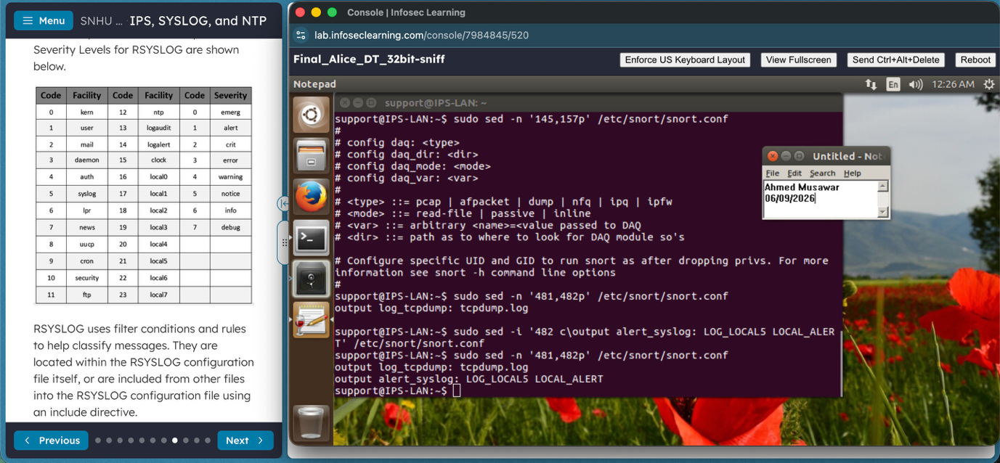 Menu
SNHU ...
IPS, SYSLOG, and NTP
Severity Levels for RSYSLOG are shown
below.
Code Facility Code Facility Code Severity
0 kern 12 ntp 0 emerg
1 user 13 logaudit 1 alert
2 mail 14 logalert 2 crit
3 daemon 15 clock 3 error
4 auth 16 local0 4 warning
5 syslog 17 local1 5 notice
6 lpr 18 local2 6 info
7 news 19 local3 7 debug
8 uucp 20 local4
9 cron 21 local5
10 security 22 local6
11 ftp 23 local7
RSYSLOG uses filter conditions and rules
to help classify messages. They are
located within the RSYSLOG configuration
file itself, or are included from other files
into the RSYSLOG configuration file using
an include directive.
Previous
Next
Console | Infosec Learning
lab.infoseclearning.com/console/7984845/520
Final_Alice_DT_32bit-sniff
Enforce US Keyboard Layout
View Fullscreen
Send Ctrl+Alt+Delete
Reboot
Notepad
En
12:26 AM
support@IPS-LAN: ~
support@IPS-LAN:~$ sudo sed -n '145,157p' /etc/snort/snort.conf
#
# config daq: <type>
# config daq_dir: <dir>
# config daq_mode: <mode>
# config daq_var: <var>
#
# <type> ::= pcap | afpacket | dump | nfq | ipq | ipfw
# <mode> ::= read-file | passive | inline
# <var> ::= arbitrary <name>=<value passed to DAQ
# <dir> ::= path as to where to look for DAQ module so's

# Configure specific UID and GID to run snort as after dropping privs. For more
information see snort -h command line options
#
support@IPS-LAN:~$ sudo sed -n '481,482p' /etc/snort/snort.conf
output log_tcpdump: tcpdump.log

support@IPS-LAN:~$ sudo sed -i '482 c\output alert_syslog: LOG_LOCAL5 LOCAL_ALER
T' /etc/snort/snort.conf
support@IPS-LAN:~$ sudo sed -n '481,482p' /etc/snort/snort.conf
output log_tcpdump: tcpdump.log
output alert_syslog: LOG_LOCAL5 LOCAL_ALERT
support@IPS-LAN:~$
Untitled - Not
File Edit Search Help
Ahmed Musawar
06/09/2026